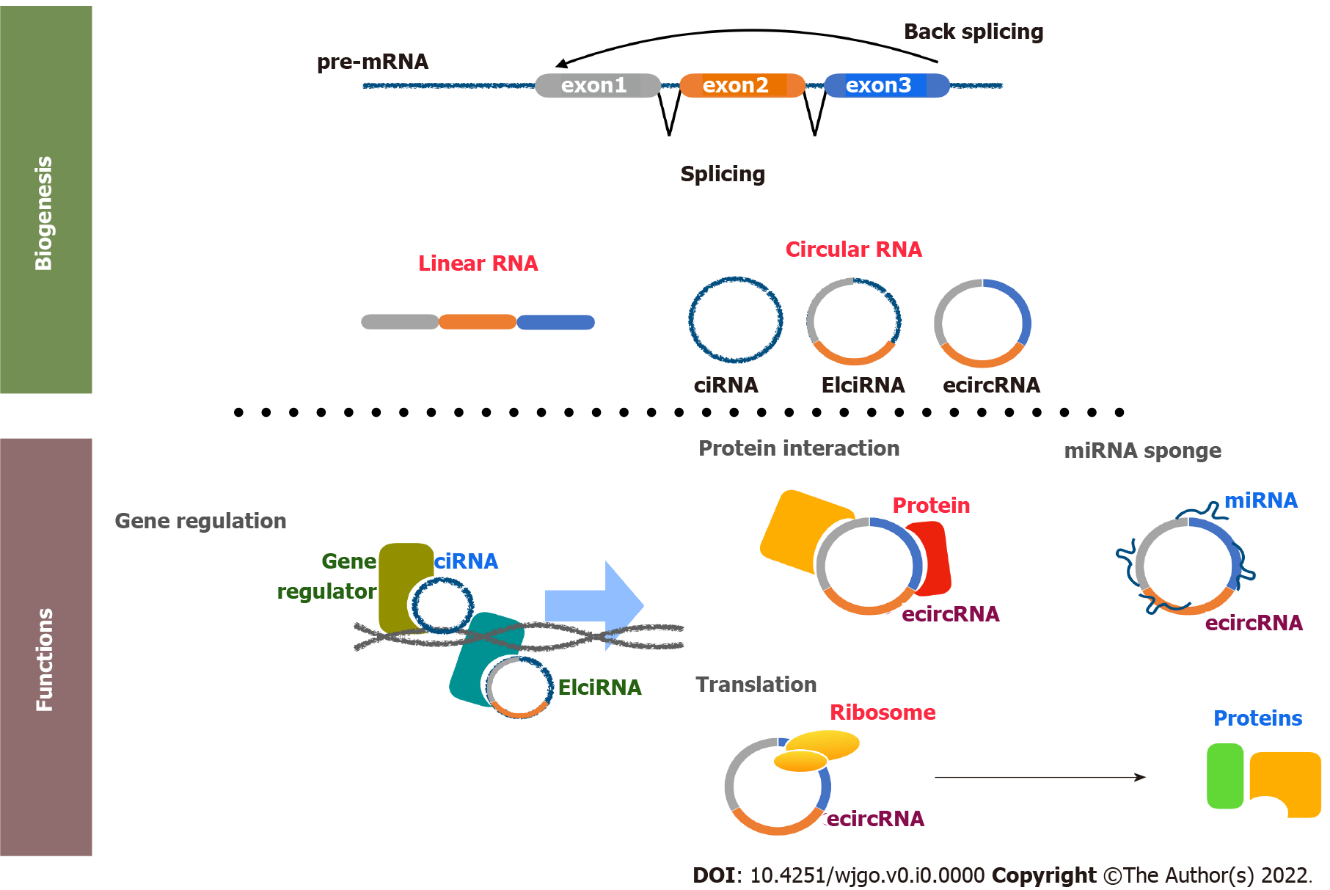 Biogenesis
Back splicing
pre-mRNA
exon1 exon2 exon3
Splicing
Linear RNA
Circular RNA
ciRNA ElciRNA ecircRNA
Functions
Gene regulation
Gene
regulator
ciRNA
ElciRNA
Protein interaction
Protein
ecircRNA
miRNA sponge
miRNA
ecircRNA
Translation
Ribosome
ecircRNA
Proteins
DOI: 10.4251/wjgo.v0.i0.0000 Copyright ©The Author(s) 2022.